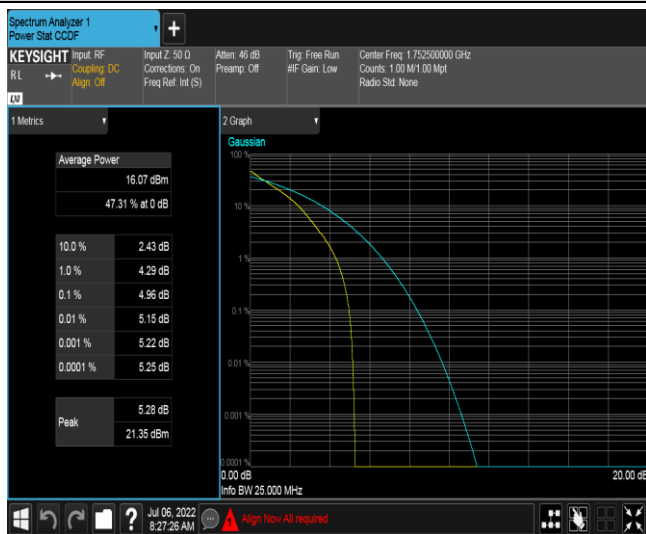 Spectrum Analyzer 1
Power Stat CCDF
+
KEYSIGHT
RL
LXI
Input: RF
Coupling: DC
Align: Off
Input Z: 50 Ω
Corrections: On
Freq Ref: Int (S)
Atten: 46 dB
Preamp: Off
Trig: Free Run
#IF Gain: Low
Center Freq: 1.752500000 GHz
Counts: 1.00 M/1.00 Mpt
Radio Std: None
1 Metrics
Average Power
16.07 dBm
47.31 % at 0 dB
10.0 % 2.43 dB
1.0 % 4.29 dB
0.1 % 4.96 dB
0.01 % 5.15 dB
0.001 % 5.22 dB
0.0001 % 5.25 dB
Peak
5.28 dB
21.35 dBm
2 Graph
Gaussian
100 %
10 %
1 %
0.1 %
0.01 %
0.001 %
0.0001 %
0.00 dB
20.00 dB
Info BW 25.000 MHz
?
Jul 06, 2022
8:27:26 AM
Align Now All required